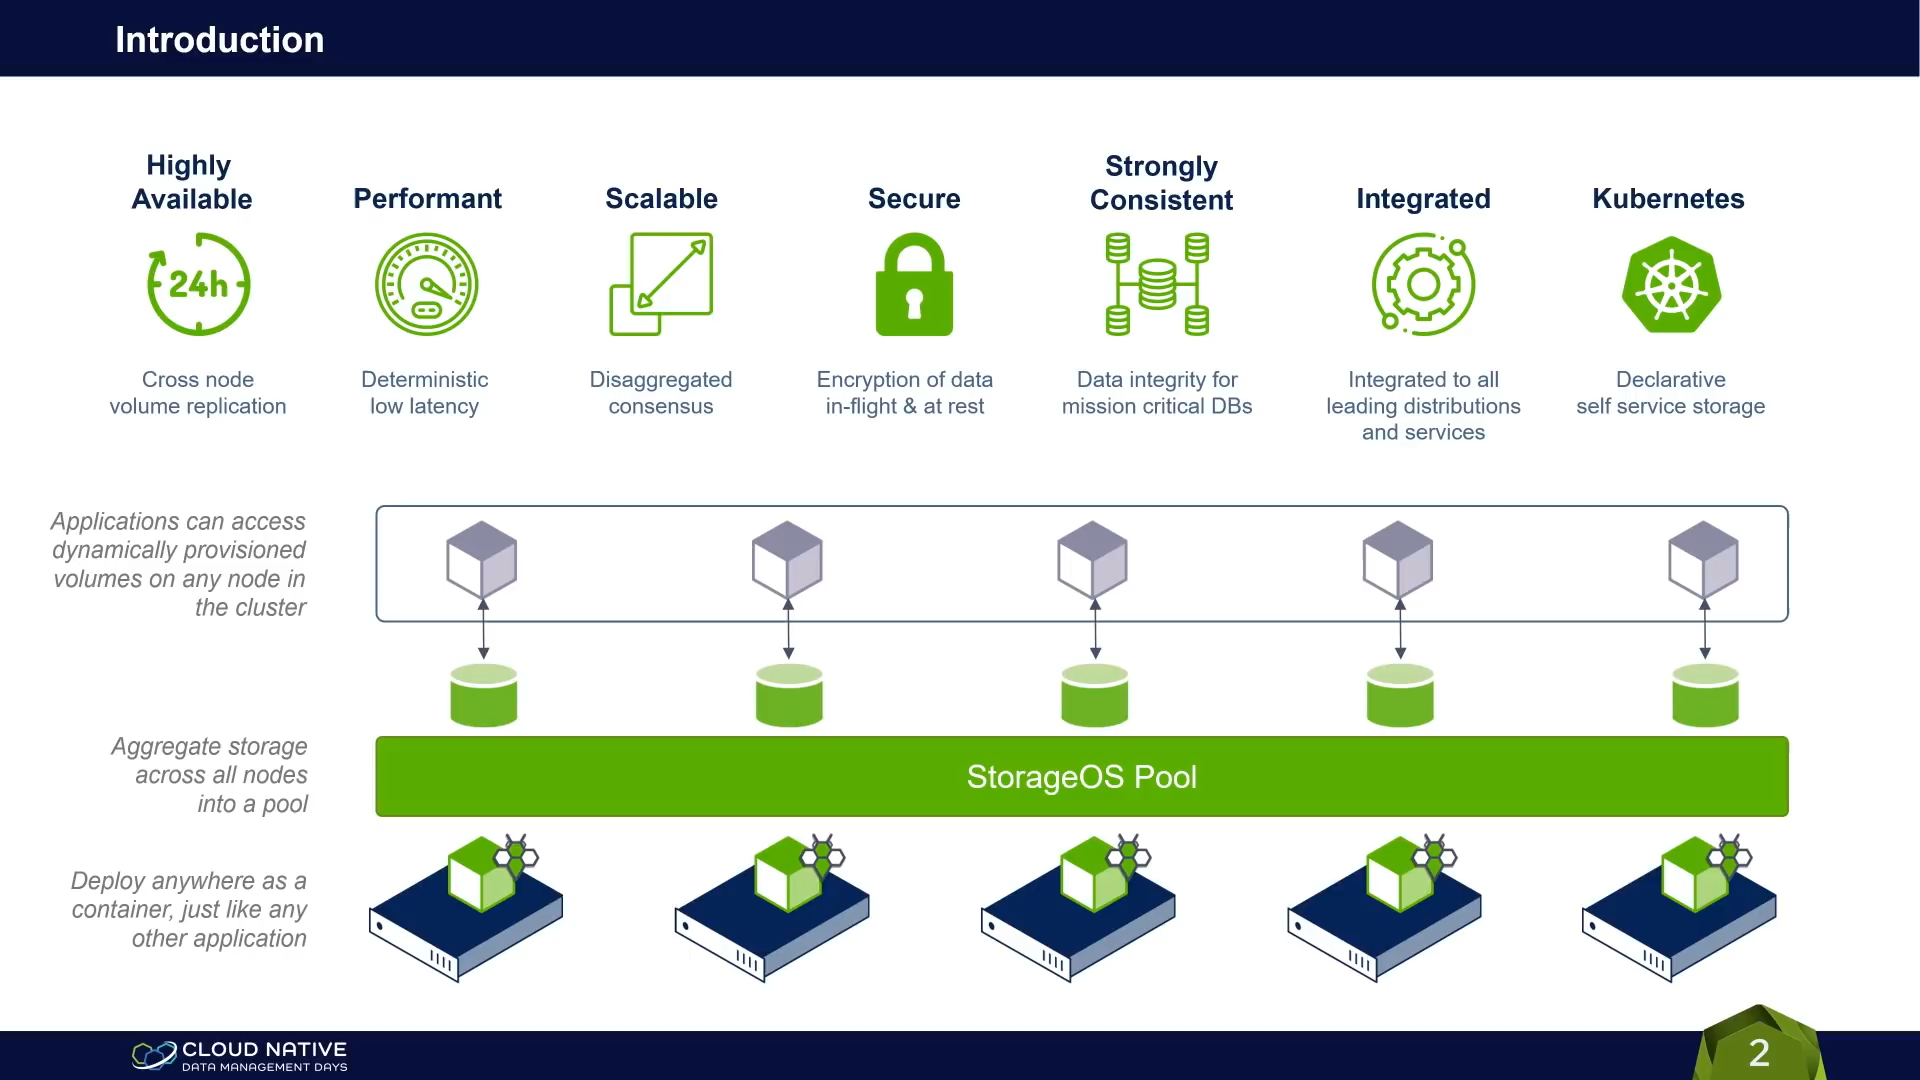 Introduction
Highly
Available
Performant
Scalable
Secure
Strongly
Consistent
Integrated
Kubernetes
24h
Cross node
volume replication
Deterministic
low latency
Disaggregated
consensus
Encryption of data
in-flight & at rest
Data integrity for
mission critical DBs
Integrated to all
leading distributions
and services
Declarative
self service storage
Applications can access
dynamically provisioned
volumes on any node in
the cluster
Aggregate storage
across all nodes
into a pool
StorageOS Pool
Deploy anywhere as a
container, just like any
other application
CLOUD NATIVE
DATA MANAGEMENT DAYS
2